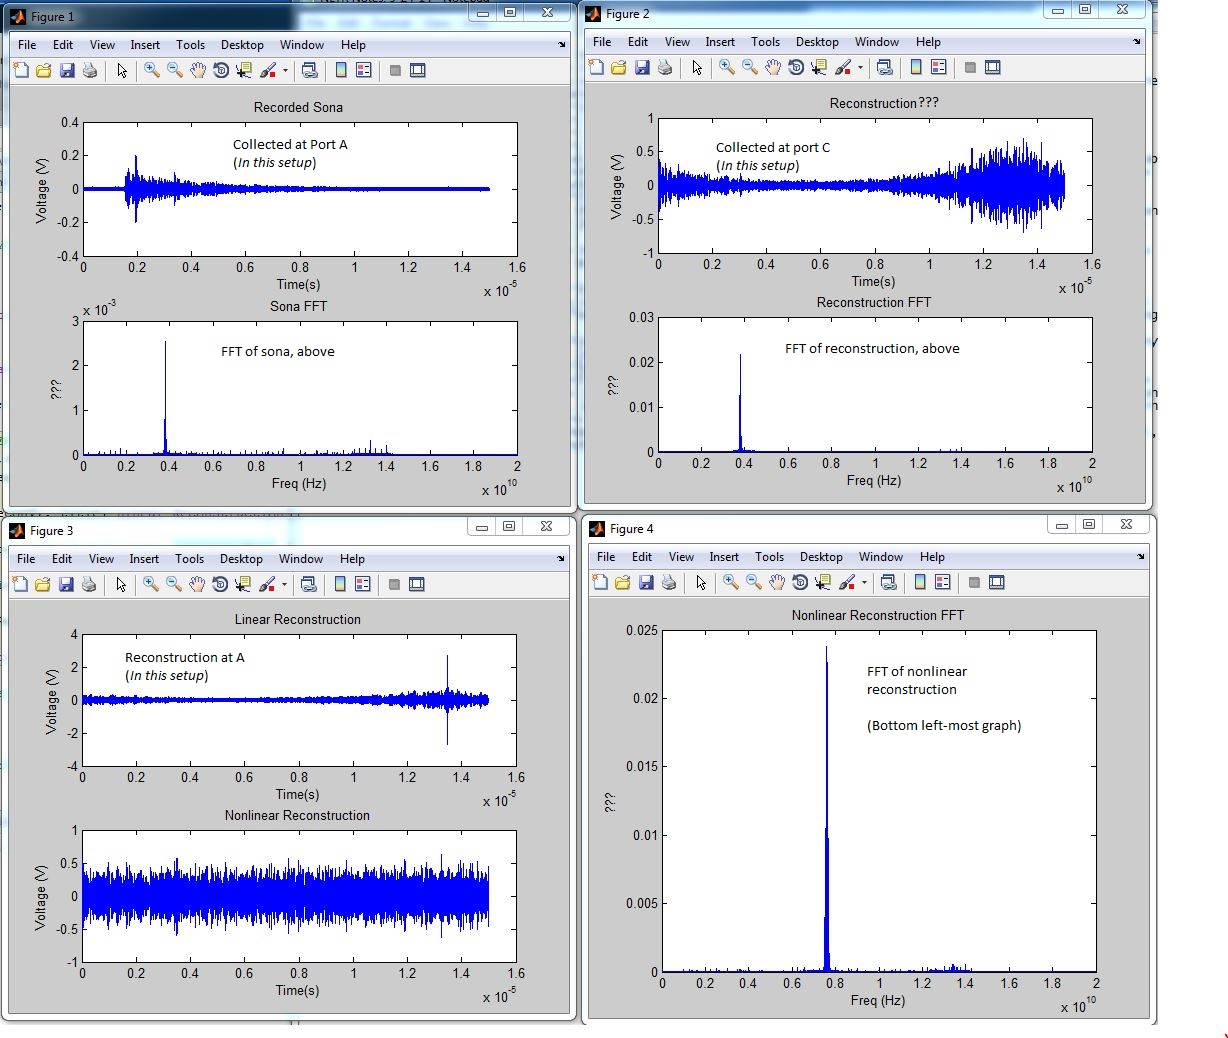 Figure 1
File Edit View Insert Tools Desktop Window Help
Recorded Sona
Collected at Port A
(In this setup)
Voltage (V)
0.4
0.2
0
-0.2
-0.4
0 0.2 0.4 0.6 0.8 1 1.2 1.4 1.6
Time(s)
x 10^-5
x 10^-3
Sona FFT
FFT of sona, above
???
3
2
1
0
0 0.2 0.4 0.6 0.8 1 1.2 1.4 1.6 1.8 2
Freq (Hz)
x 10^10
Figure 2
File Edit View Insert Tools Desktop Window Help
Reconstruction???
Collected at port C
(In this setup)
Voltage (V)
1
0.5
0
-0.5
-1
0 0.2 0.4 0.6 0.8 1 1.2 1.4 1.6
Time(s)
x 10^-5
Reconstruction FFT
FFT of reconstruction, above
???
0.03
0.02
0.01
0
0 0.2 0.4 0.6 0.8 1 1.2 1.4 1.6 1.8 2
Freq (Hz)
x 10^10
Figure 3
File Edit View Insert Tools Desktop Window Help
Linear Reconstruction
Reconstruction at A
(In this setup)
Voltage (V)
4
2
0
-2
-4
0 0.2 0.4 0.6 0.8 1 1.2 1.4 1.6
Time(s)
x 10^-5
Nonlinear Reconstruction
Voltage (V)
1
0.5
0
-0.5
-1
0 0.2 0.4 0.6 0.8 1 1.2 1.4 1.6
Time(s)
x 10^-5
Figure 4
File Edit View Insert Tools Desktop Window Help
Nonlinear Reconstruction FFT
FFT of nonlinear
reconstruction
(Bottom left-most graph)
???
0.025
0.02
0.015
0.01
0.005
0
0 0.2 0.4 0.6 0.8 1 1.2 1.4 1.6 1.8 2
Freq (Hz)
x 10^10